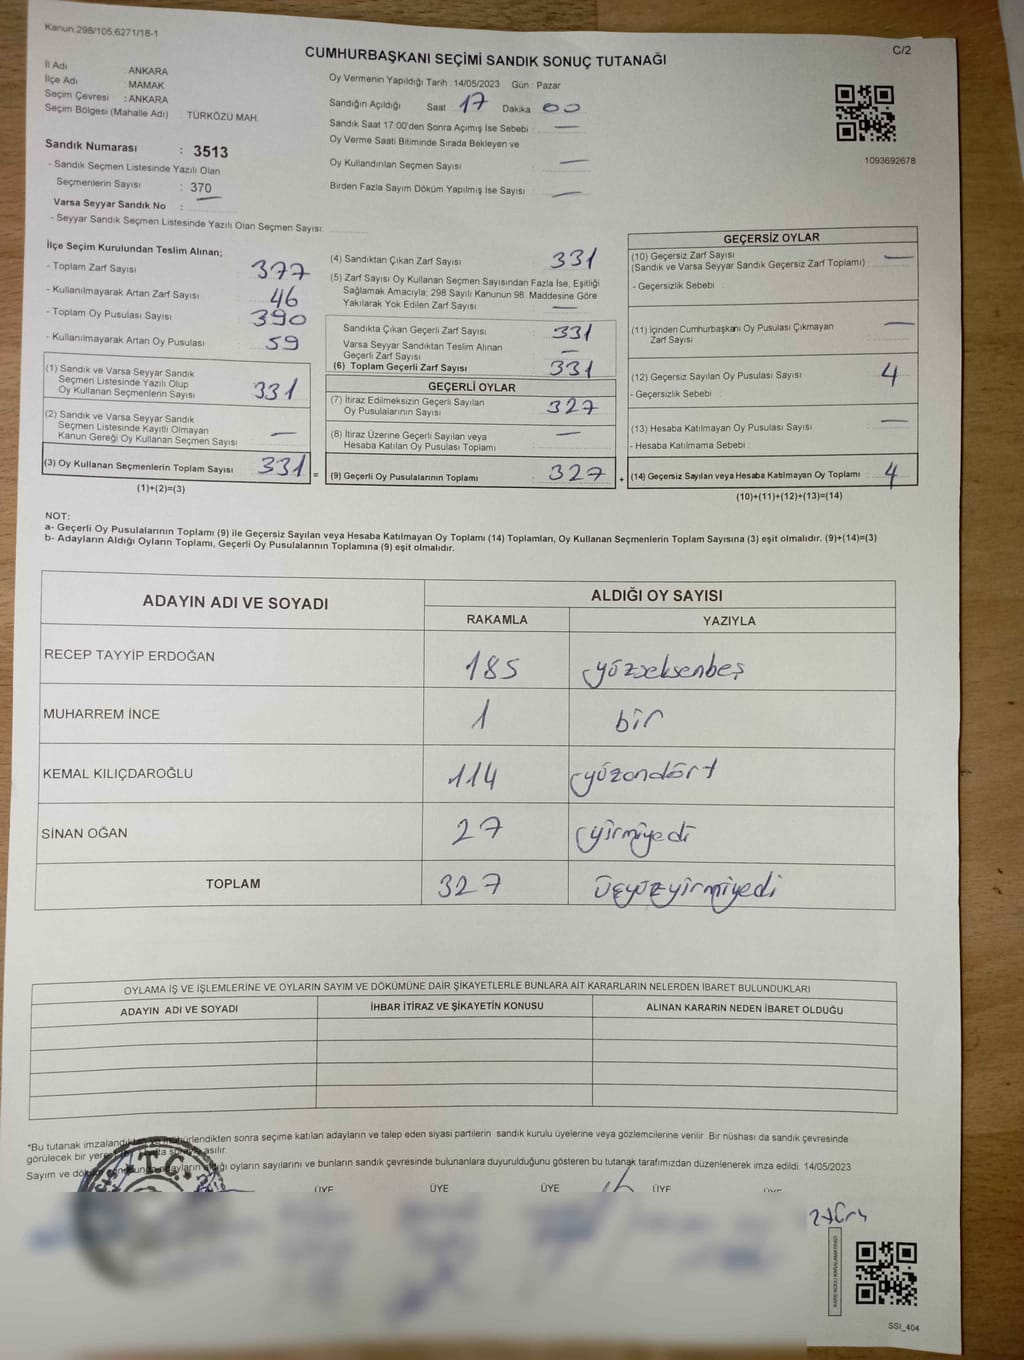 Kanun.298/105,6271/18-1
C/2
CUMHURBAŞKANI SEÇİMİ SANDIK SONUÇ TUTANAĞI
İl Adı ANKARA
İlçe Adı : MAMAK
Seçim Çevresi : ANKARA
Seçim Bölgesi (Mahalle Adı) : TÜRKÖZÜ MAH.
Sandık Numarası : 3513
- Sandık Seçmen Listesinde Yazılı Olan
Seçmenlerin Sayısı : 370
Varsa Seyyar Sandık No :
- Seyyar Sandık Seçmen Listesinde Yazılı Olan Seçmen Sayısı:
Oy Vermenin Yapıldığı Tarih : 14/05/2023 Gün : Pazar
Sandığın Açıldığı Saat : 17 Dakika : 00
Sandık Saat 17:00'den Sonra Açımış İse Sebebi : —
Oy Verme Saati Bitiminde Sırada Bekleyen ve
Oy Kullandırılan Seçmen Sayısı : —
Birden Fazla Sayım Döküm Yapılmış İse Sayısı : —
1093692678
İlçe Seçim Kurulundan Teslim Alınan;
- Toplam Zarf Sayısı : 377
- Kullanılmayarak Artan Zarf Sayısı : 46
- Toplam Oy Pusulası Sayısı : 390
- Kullanılmayarak Artan Oy Pusulası : 59
(1) Sandık ve Varsa Seyyar Sandık
Seçmen Listesinde Yazılı Olup
Oy Kullanan Seçmenlerin Sayısı : 331
(2) Sandık ve Varsa Seyyar Sandık
Seçmen Listesinde Kayıtlı Olmayan
Kanun Gereği Oy Kullanan Seçmen Sayısı : —
(3) Oy Kullanan Seçmenlerin Toplam Sayısı : 331 =
(1)+(2)=(3)
(4) Sandıktan Çıkan Zarf Sayısı : 331
(5) Zarf Sayısı Oy Kullanan Seçmen Sayısından Fazla İse, Eşitliği
Sağlamak Amacıyla; 298 Sayılı Kanunun 98. Maddesine Göre
Yakılarak Yok Edilen Zarf Sayısı : —
Sandıkta Çıkan Geçerli Zarf Sayısı : 331
Varsa Seyyar Sandıktan Teslim Alınan
Geçerli Zarf Sayısı : —
(6) Toplam Geçerli Zarf Sayısı : 331
GEÇERLİ OYLAR
(7) İtiraz Edilmeksizin Geçerli Sayılan
Oy Pusulalarının Sayısı : 327
(8) İtiraz Üzerine Geçerli Sayılan veya
Hesaba Katılan Oy Pusulası Toplamı : —
(9) Geçerli Oy Pusulalarının Toplamı : 327 +
GEÇERSİZ OYLAR
(10) Geçersiz Zarf Sayısı : —
(Sandık ve Varsa Seyyar Sandık Geçersiz Zarf Toplamı)
- Geçersizlik Sebebi :
(11) İçinden Cumhurbaşkanı Oy Pusulası Çıkmayan
Zarf Sayısı : —
(12) Geçersiz Sayılan Oy Pusulası Sayısı : 4
- Geçersizlik Sebebi :
(13) Hesaba Katılmayan Oy Pusulası Sayısı : —
- Hesaba Katılmama Sebebi :
(14) Geçersiz Sayılan veya Hesaba Katılmayan Oy Toplamı : 4
(10)+(11)+(12)+(13)=(14)
NOT:
a- Geçerli Oy Pusulalarının Toplamı (9) ile Geçersiz Sayılan veya Hesaba Katılmayan Oy Toplamı (14) Toplamları, Oy Kullanan Seçmenlerin Toplam Sayısına (3) eşit olmalıdır. (9)+(14)=(3)
b- Adayların Aldığı Oyların Toplamı, Geçerli Oy Pusulalarının Toplamına (9) eşit olmalıdır.
ADAYIN ADI VE SOYADI ALDIĞI OY SAYISI
RAKAMLA YAZIYLA
RECEP TAYYİP ERDOĞAN 185 yüzseksenbeş
MUHARREM İNCE 1 bir
KEMAL KILIÇDAROĞLU 114 yüzondört
SİNAN OĞAN 27 yirmiyedi
TOPLAM 327 üçyüzyirmiyedi
OYLAMA İŞ VE İŞLEMLERİNE VE OYLARIN SAYIM VE DÖKÜMÜNE DAİR ŞİKAYETLERLE BUNLARA AİT KARARLARIN NELERDEN İBARET BULUNDUKLARI
ADAYIN ADI VE SOYADI İHBAR İTİRAZ VE ŞİKAYETİN KONUSU ALINAN KARARIN NEDEN İBARET OLDUĞU
*Bu tutanak imzalandıktan ve mühürlendikten sonra seçime katılan adayların ve talep eden siyasi partilerin sandık kurulu üyelerine veya gözlemcilerine verilir Bir nüshası da sandık çevresinde
görülecek bir yere asılır.
Sayım ve döküm sonunda adayların aldığı oyların sayılarını ve bunların sandık çevresinde bulunanlara duyurulduğunu gösteren bu tutanak tarafımızdan düzenlenerek imza edildi. 14/05/2023
T.C.
ÜYE ÜYE ÜYE ÜYE
SSI_404